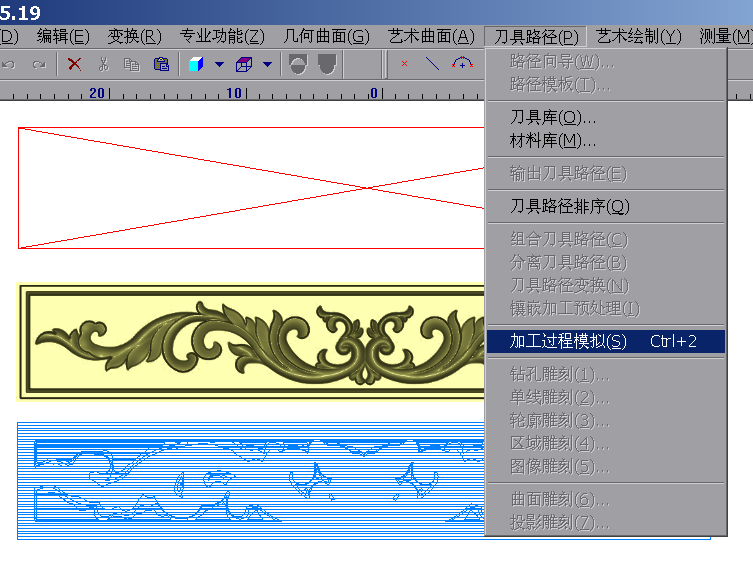 5.19
(D) 编辑(E) 变换(R) 专业功能(Z) 几何曲面(G) 艺术曲面(A) 刀具路径(P) 艺术绘制(Y) 测量(M)
20 10 0
路径向导(W)...
路径模板(T)...
刀具库(O)...
材料库(M)...
输出刀具路径(E)
刀具路径排序(Q)
组合刀具路径(C)
分离刀具路径(B)
刀具路径变换(N)
镶嵌加工预处理(I)
加工过程模拟(S) Ctrl+2
钻孔雕刻(1)...
单线雕刻(2)...
轮廓雕刻(3)...
区域雕刻(4)...
图像雕刻(5)...
曲面雕刻(6)...
投影雕刻(7)...